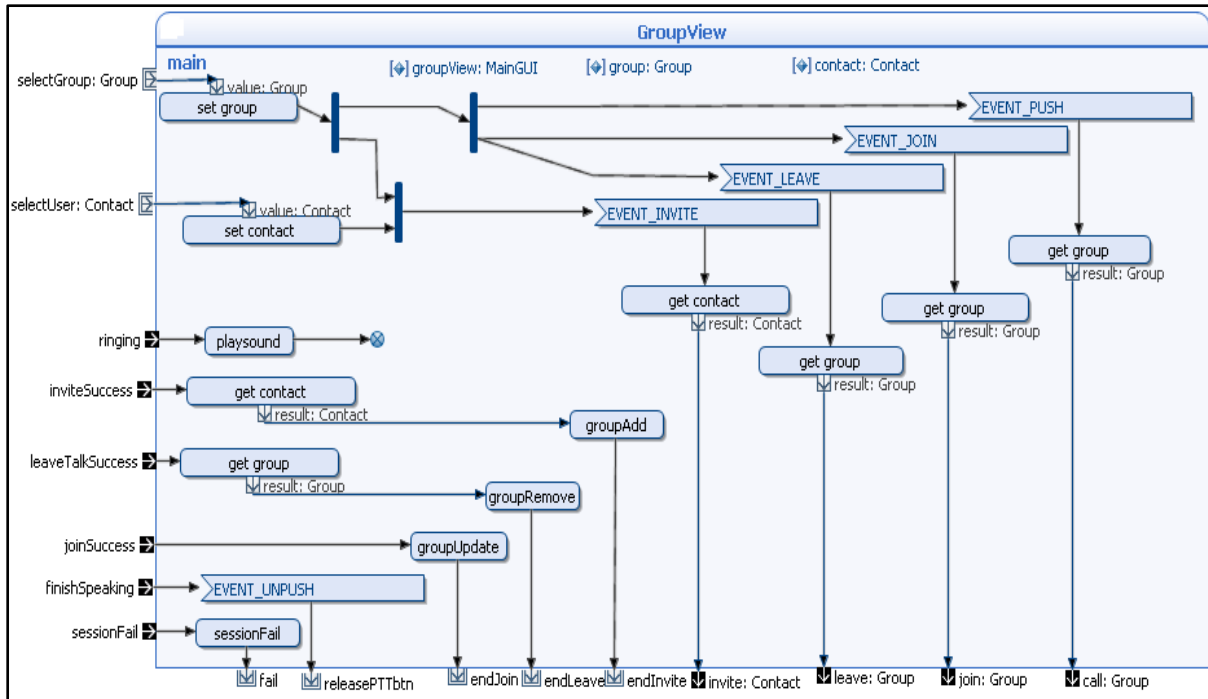 GroupView
main
[◈] groupView: MainGUI
[◈] group: Group
[◈] contact: Contact
selectGroup: Group
value: Group
set group
EVENT_PUSH
EVENT_JOIN
EVENT_LEAVE
selectUser: Contact
value: Contact
EVENT_INVITE
set contact
get group
result: Group
get contact
result: Contact
get group
result: Group
ringing
playsound
get group
result: Group
inviteSuccess
get contact
result: Contact
groupAdd
leaveTalkSuccess
get group
result: Group
groupRemove
joinSuccess
groupUpdate
finishSpeaking
EVENT_UNPUSH
sessionFail
sessionFail
fail
releasePTTbtn
endJoin
endLeave
endInvite
invite: Contact
leave: Group
join: Group
call: Group